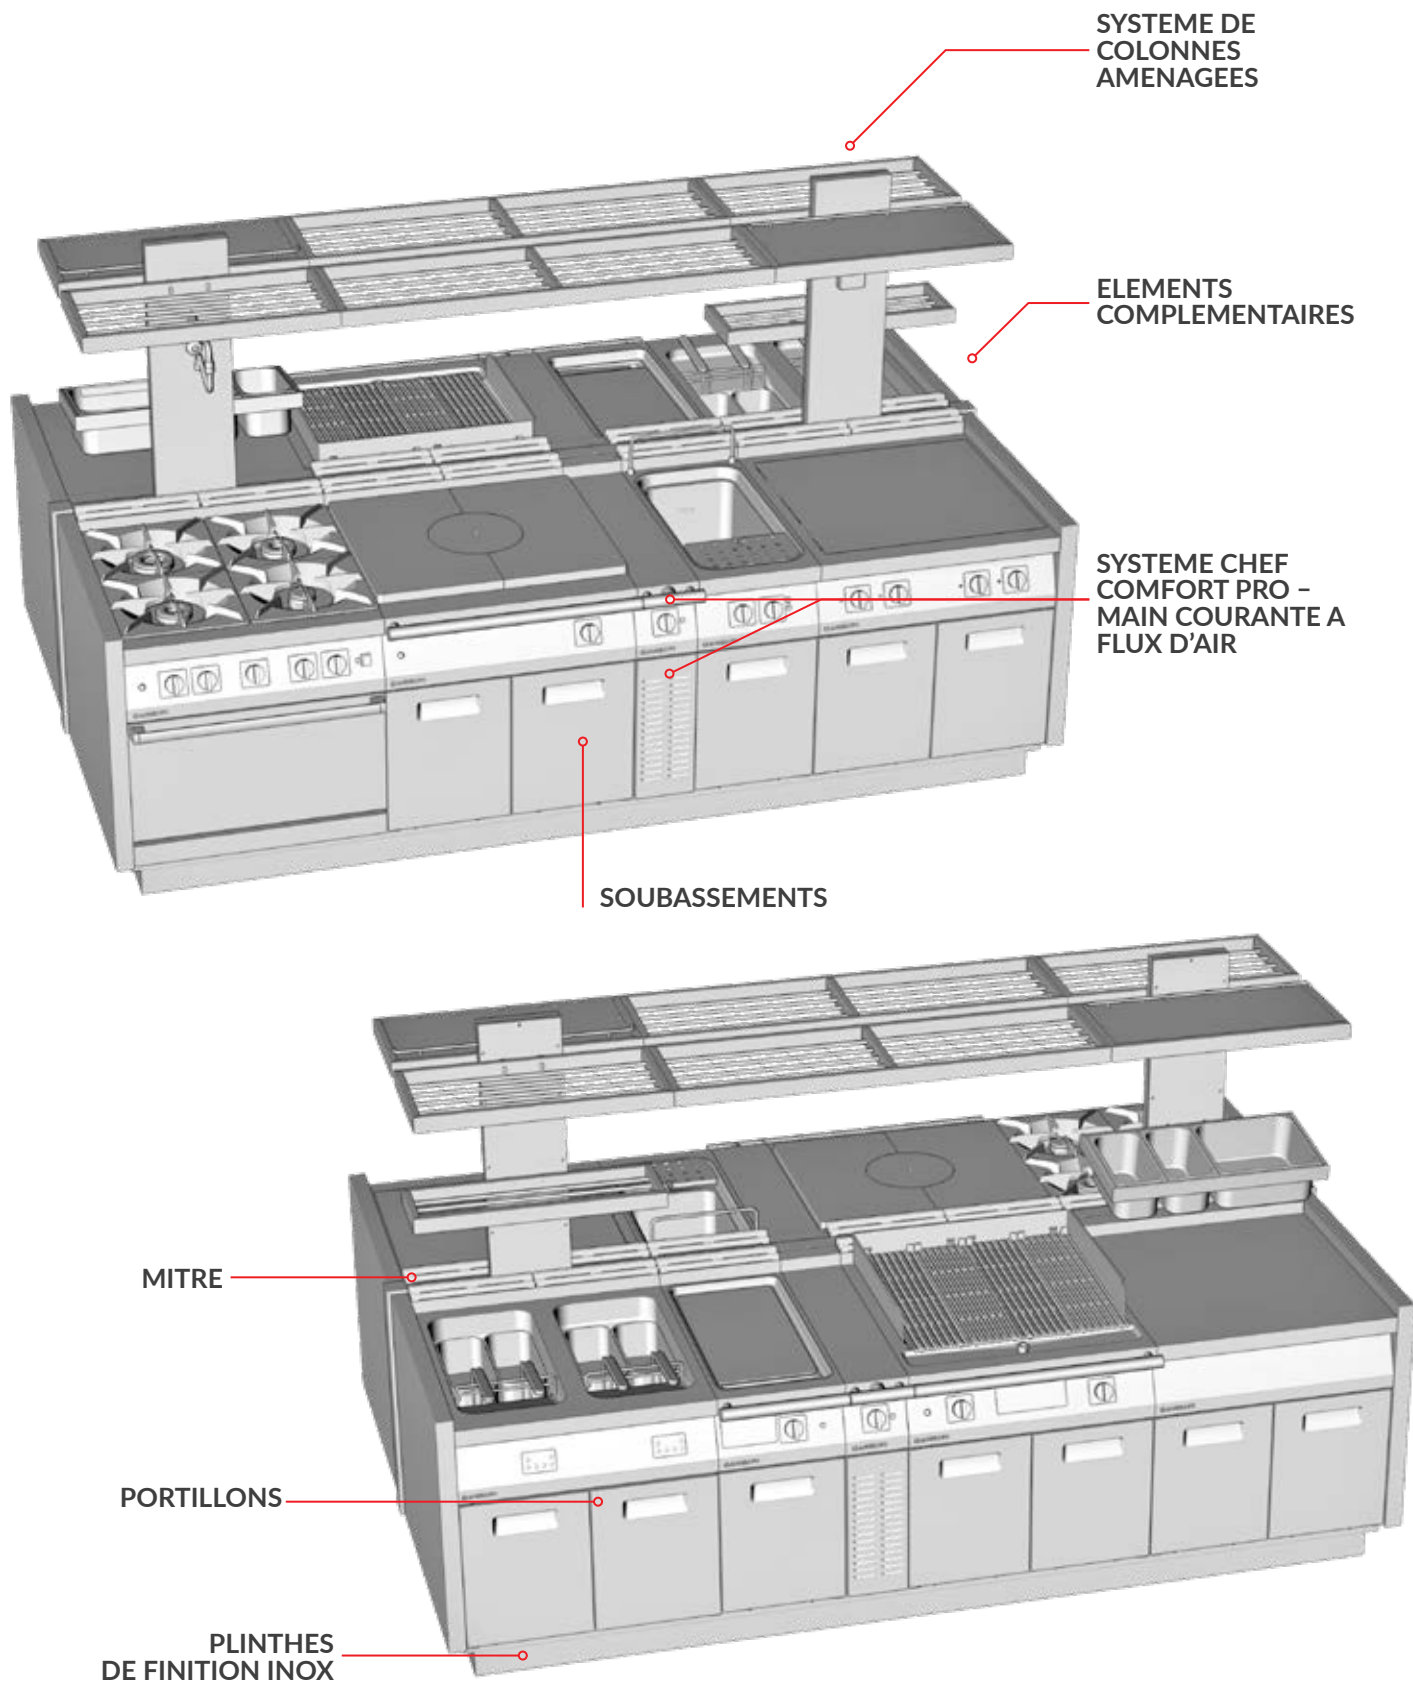 SYSTEME DE
COLONNES
AMENAGEES
ELEMENTS
COMPLEMENTAIRES
SYSTEME CHEF
COMFORT PRO –
MAIN COURANTE A
FLUX D’AIR
SOUBASSEMENTS
MITRE
PORTILLONS
PLINTHES
DE FINITION INOX